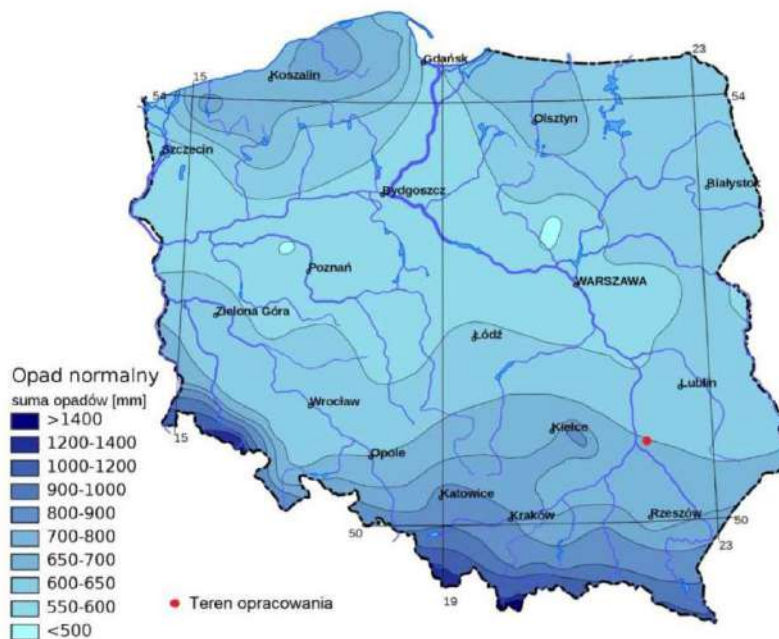 Gdańsk
23
15
Koszalin
54
54
Olsztyn
Szczecin
Białystok
Bydgoszcz
Poznań
WARSZAWA
Zielona Góra
Łódź
Opad normalny
suma opadów [mm]
>1400
1200-1400
1000-1200
900-1000
800-900
700-800
650-700
600-650
550-600
<500
Lublin
Wrocław
Kielce
15
Opole
Katowice
Kraków
Rzeszów
50
50
23
19
Teren opracowania